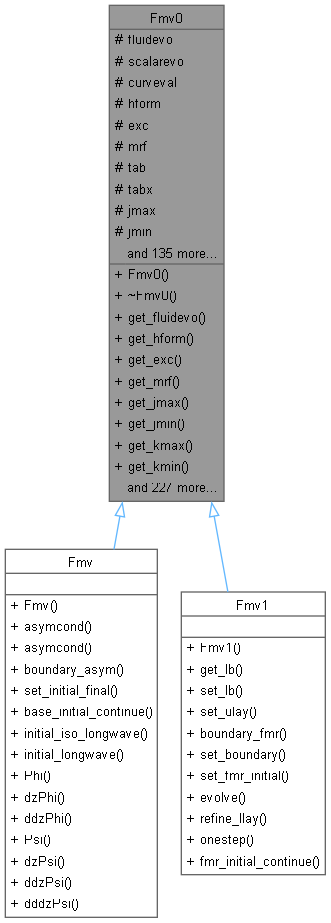 Fmv0
# fluidevo
# scalarevo
# curveval
# hform
# exc
# mrf
# tab
# tabx
# jmax
# jmin
and 135 more...
+ Fmv0()
+ ~Fmv0()
+ get_fluidevo()
+ get_hform()
+ get_exc()
+ get_mrf()
+ get_jmax()
+ get_jmin()
+ get_kmax()
+ get_kmin()
and 227 more...
Fmv
+ Fmv()
+ asymcond()
+ asymcond()
+ boundary_asym()
+ set_initial_final()
+ base_initial_continue()
+ initial_iso_longwave()
+ initial_longwave()
+ Phi()
+ dzPhi()
+ ddzPhi()
+ Psi()
+ dzPsi()
+ ddzPsi()
+ dddzPsi()
Fmv1
+ Fmv1()
+ get_lb()
+ set_lb()
+ set_ulay()
+ boundary_fmr()
+ set_boundary()
+ set_fmr_initial()
+ evolve()
+ refine_llay()
+ onestep()
+ fmr_initial_continue()